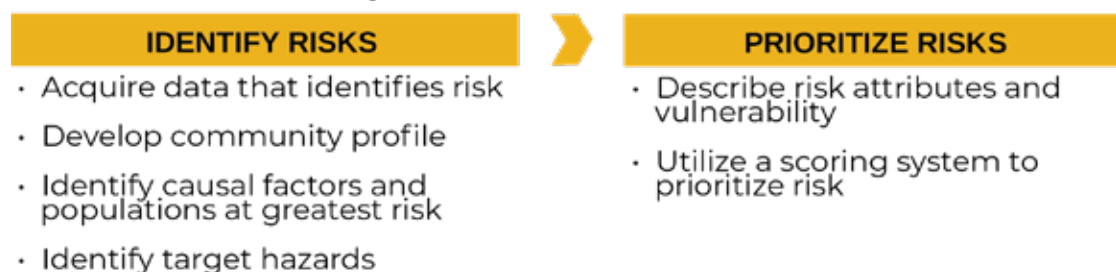 IDENTIFY RISKS
• Acquire data that identifies risk
• Develop community profile
• Identify causal factors and
populations at greatest risk
• Identify target hazards
PRIORITIZE RISKS
• Describe risk attributes and
vulnerability
• Utilize a scoring system to
prioritize risk